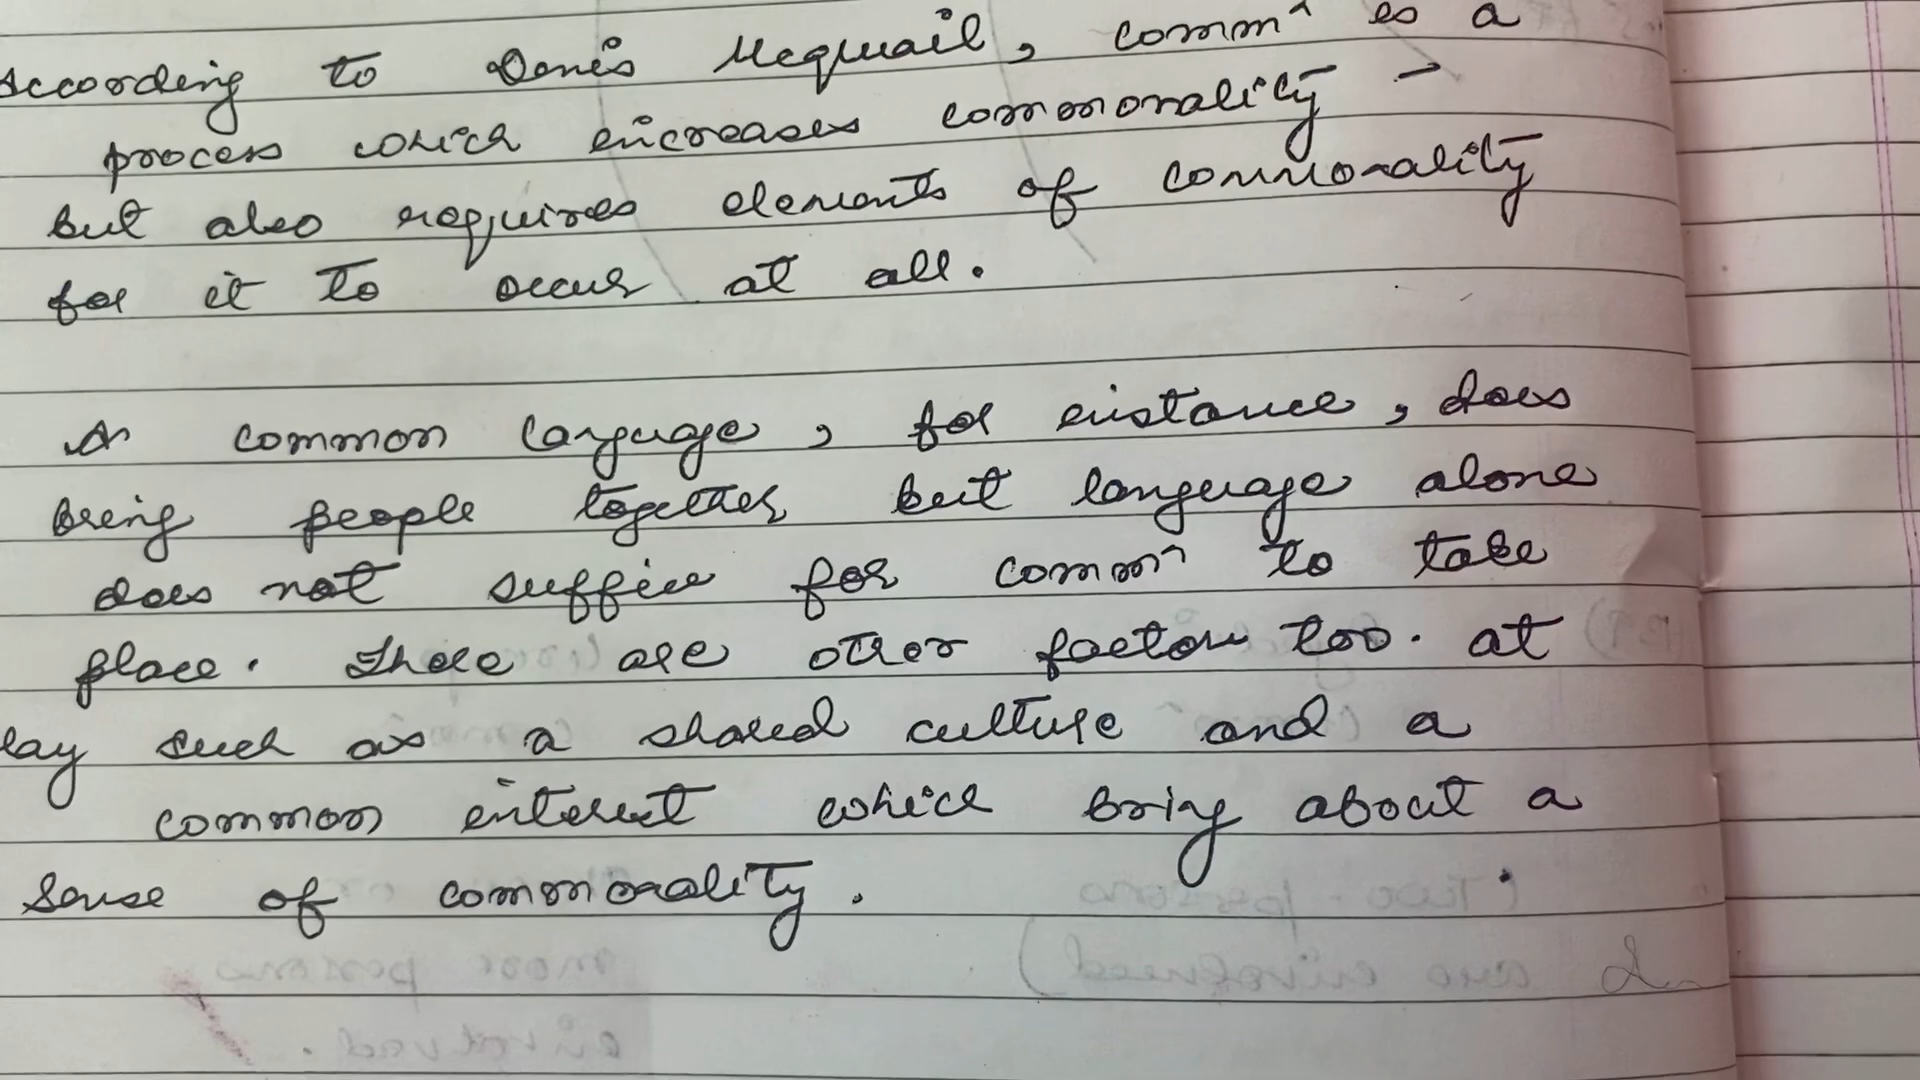 According to Denis Mcquail, commⁿ is a
process which increases commonality -
but also requires elements of commonality
for it to occur at all.
A common language, for instance, does
bring people together but language alone
does not suffice for commⁿ to take
place. There are other factors too. at
lay such as a shared culture and a
common interest which bring about a
sense of commonality.